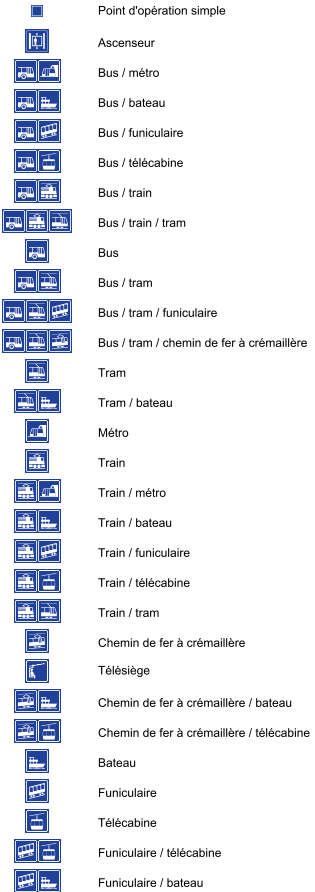 Point d'opération simple
Ascenseur
Bus / métro
Bus / bateau
Bus / funiculaire
Bus / télécabine
Bus / train
Bus / train / tram
Bus
Bus / tram
Bus / tram / funiculaire
Bus / tram / chemin de fer à crémaillère
Tram
Tram / bateau
Métro
Train
Train / métro
Train / bateau
Train / funiculaire
Train / télécabine
Train / tram
Chemin de fer à crémaillère
Télésiège
Chemin de fer à crémaillère / bateau
Chemin de fer à crémaillère / télécabine
Bateau
Funiculaire
Télécabine
Funiculaire / télécabine
Funiculaire / bateau